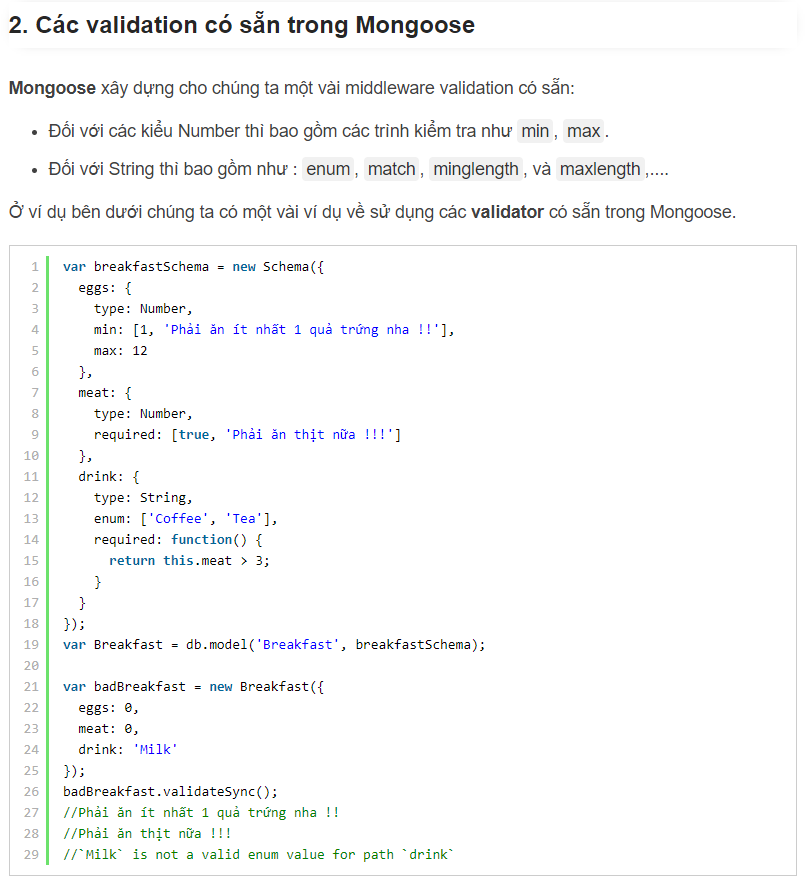 2. Các validation có sẵn trong Mongoose
Mongoose xây dựng cho chúng ta một vài middleware validation có sẵn:
• Đối với các kiểu Number thì bao gồm các trình kiểm tra như min, max.
• Đối với String thì bao gồm như : enum, match, minglength, và maxlength,....
Ở ví dụ bên dưới chúng ta có một vài ví dụ về sử dụng các validator có sẵn trong Mongoose.
1 var breakfastSchema = new Schema({
2   eggs: {
3     type: Number,
4     min: [1, 'Phải ăn ít nhất 1 quả trứng nha !!'],
5     max: 12
6   },
7   meat: {
8     type: Number,
9     required: [true, 'Phải ăn thịt nữa !!!']
10   },
11   drink: {
12     type: String,
13     enum: ['Coffee', 'Tea'],
14     required: function() {
15       return this.meat > 3;
16     }
17   }
18 });
19 var Breakfast = db.model('Breakfast', breakfastSchema);
20
21 var badBreakfast = new Breakfast({
22   eggs: 0,
23   meat: 0,
24   drink: 'Milk'
25 });
26 badBreakfast.validateSync();
27 //Phải ăn ít nhất 1 quả trứng nha !!
28 //Phải ăn thịt nữa !!!
29 //`Milk` is not a valid enum value for path `drink`